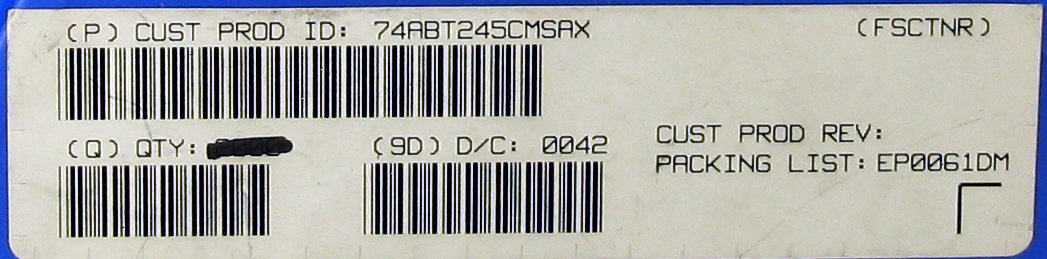 (P) CUST PROD ID: 74ABT245CMSAX
(FSCTNR)
(Q) QTY:
(9D) D/C: 0042
CUST PROD REV:
PACKING LIST: EP0061DM